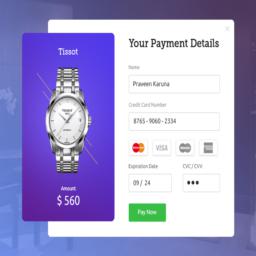 Tissot
Amount
$ 560
Your Payment Details
Name
Praveen Karuna
Credit Card Number
8765 - 9060 - 2334
VISA
Expiration Date
CVC / CVV
09 / 24
Pay Now